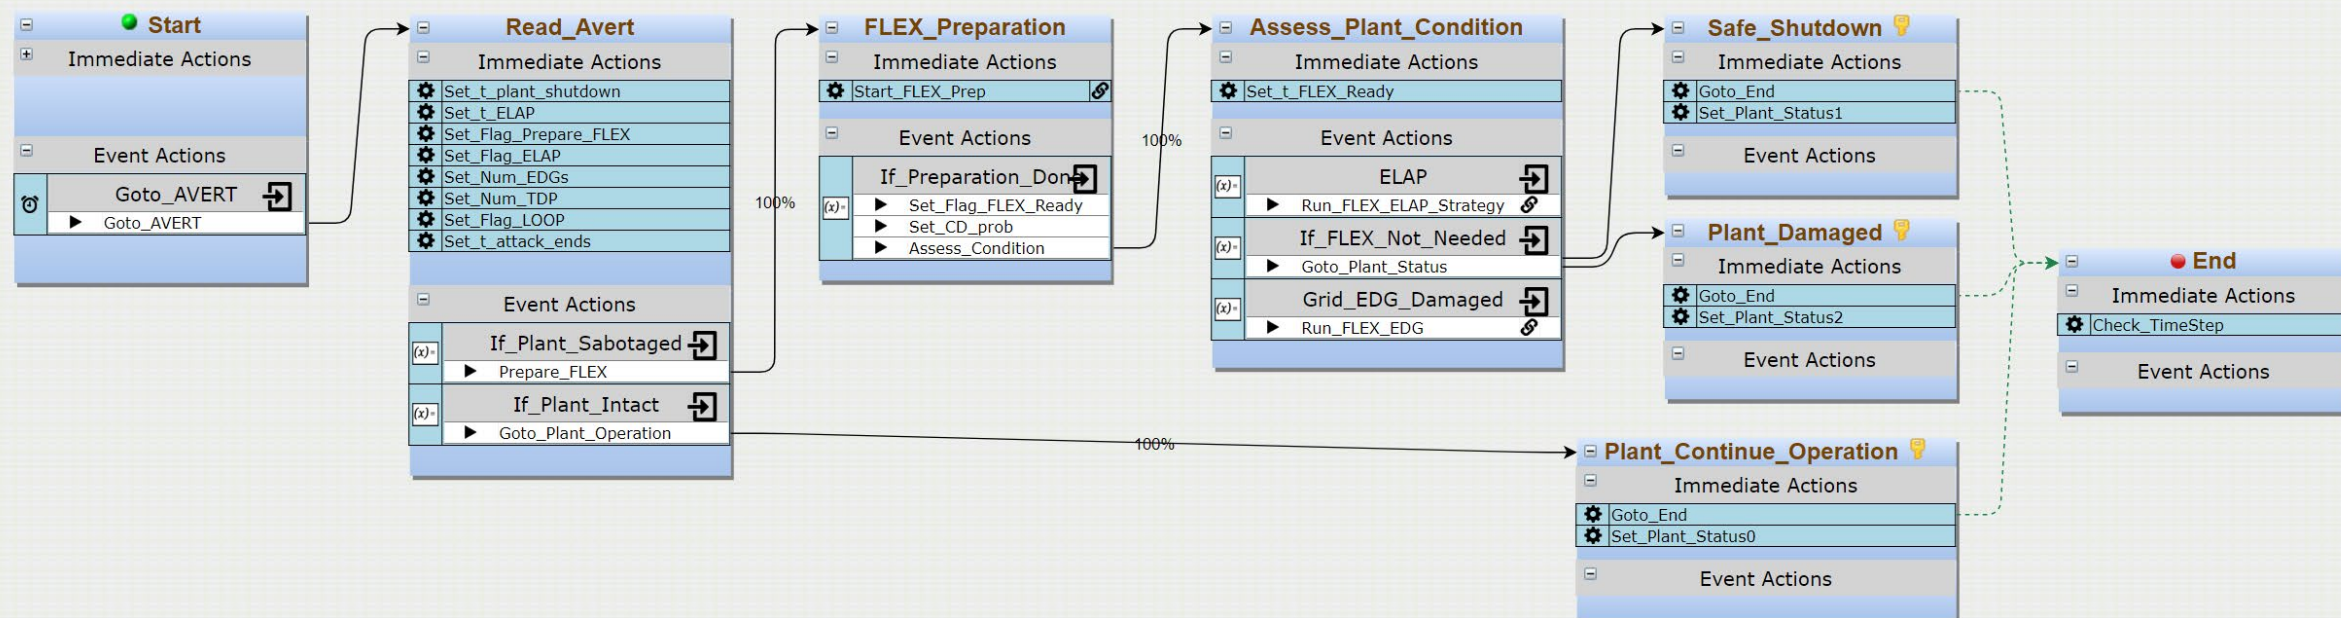 Start
Immediate Actions
Event Actions
Goto_AVERT
Goto_AVERT
Read_Avert
Immediate Actions
Set_t_plant_shutdown
Set_t_ELAP
Set_Flag_Prepare_FLEX
Set_Flag_ELAP
Set_Num_EDGs
Set_Num_TDP
Set_Flag_LOOP
Set_t_attack_ends
Event Actions
(x)=
If_Plant_Sabotaged
Prepare_FLEX
(x)=
If_Plant_Intact
Goto_Plant_Operation
100%
FLEX_Preparation
Immediate Actions
Start_FLEX_Prep
Event Actions
(x)=
If_Preparation_Don
Set_Flag_FLEX_Ready
Set_CD_prob
Assess_Condition
100%
100%
Assess_Plant_Condition
Immediate Actions
Set_t_FLEX_Ready
Event Actions
(x)=
ELAP
Run_FLEX_ELAP_Strategy
(x)=
If_FLEX_Not_Needed
Goto_Plant_Status
(x)=
Grid_EDG_Damaged
Run_FLEX_EDG
Safe_Shutdown
Immediate Actions
Goto_End
Set_Plant_Status1
Event Actions
Plant_Damaged
Immediate Actions
Goto_End
Set_Plant_Status2
Event Actions
Plant_Continue_Operation
Immediate Actions
Goto_End
Set_Plant_Status0
Event Actions
End
Immediate Actions
Check_TimeStep
Event Actions